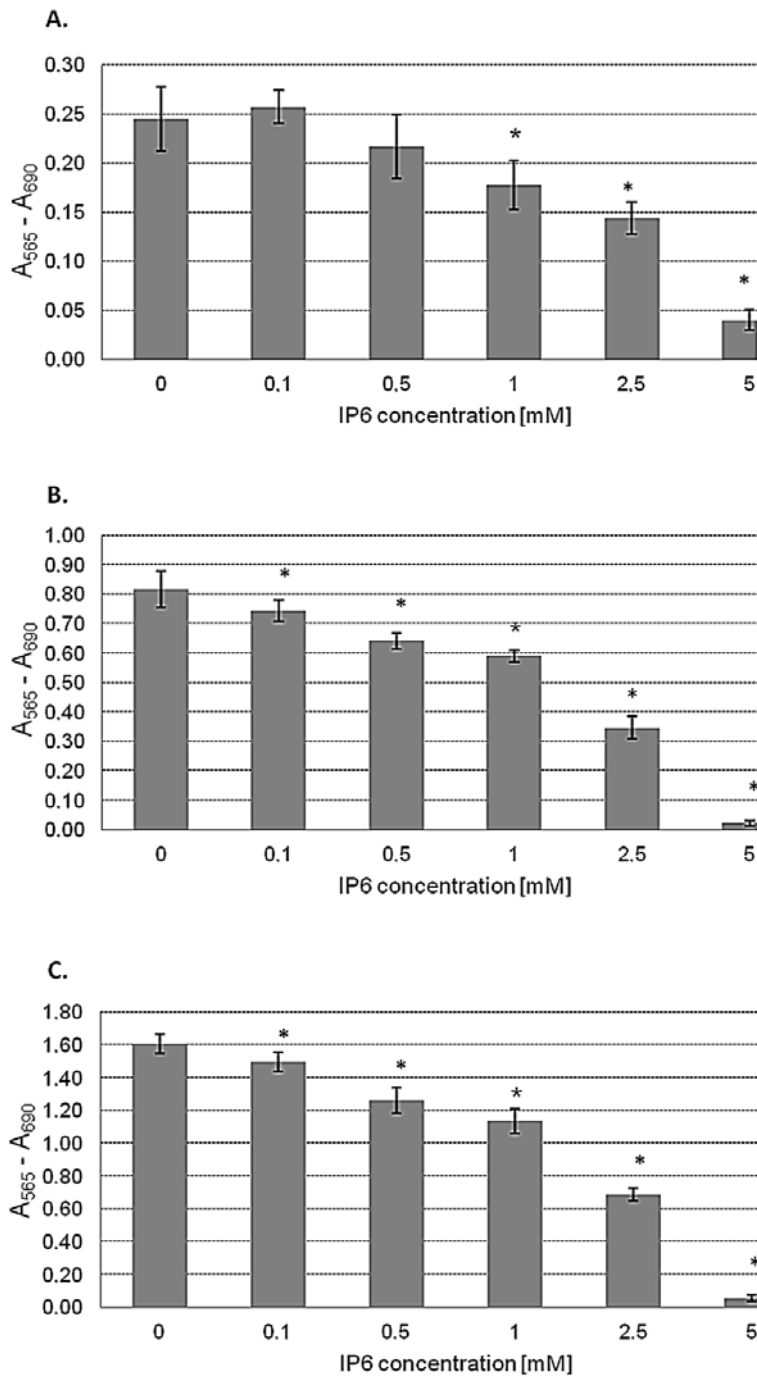 A.
0.30
0.25
0.20
0.15
0.10
0.05
0.00
A565 - A690
* * *
0 0.1 0.5 1 2.5 5
IP6 concentration [mM]
B.
1.00
0.90
0.80
0.70
0.60
0.50
0.40
0.30
0.20
0.10
0.00
A565 - A690
* * * * *
0 0.1 0.5 1 2.5 5
IP6 concentration [mM]
C.
1.80
1.60
1.40
1.20
1.00
0.80
0.60
0.40
0.20
0.00
A565 - A690
* * * * *
0 0.1 0.5 1 2.5 5
IP6 concentration [mM]